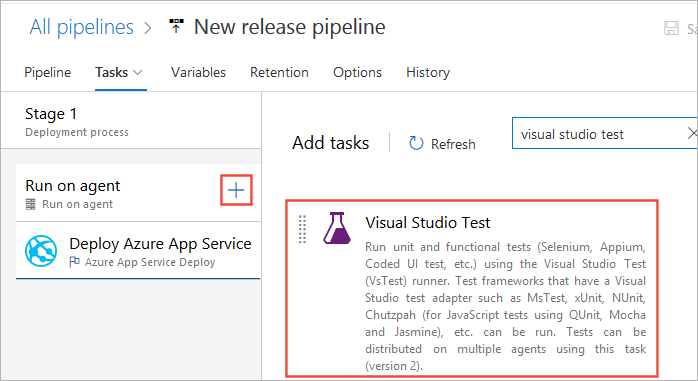 All pipelines > New release pipeline
Pipeline Tasks Variables Retention Options History
Stage 1
Deployment process
Add tasks Refresh visual studio test
Run on agent
Run on agent
Deploy Azure App Service
Azure App Service Deploy
Visual Studio Test
Run unit and functional tests (Selenium, Appium,
Coded UI test, etc.) using the Visual Studio Test
(VsTest) runner. Test frameworks that have a Visual
Studio test adapter such as MsTest, xUnit, NUnit,
Chutzpah (for JavaScript tests using QUnit, Mocha
and Jasmine), etc. can be run. Tests can be
distributed on multiple agents using this task
(version 2).